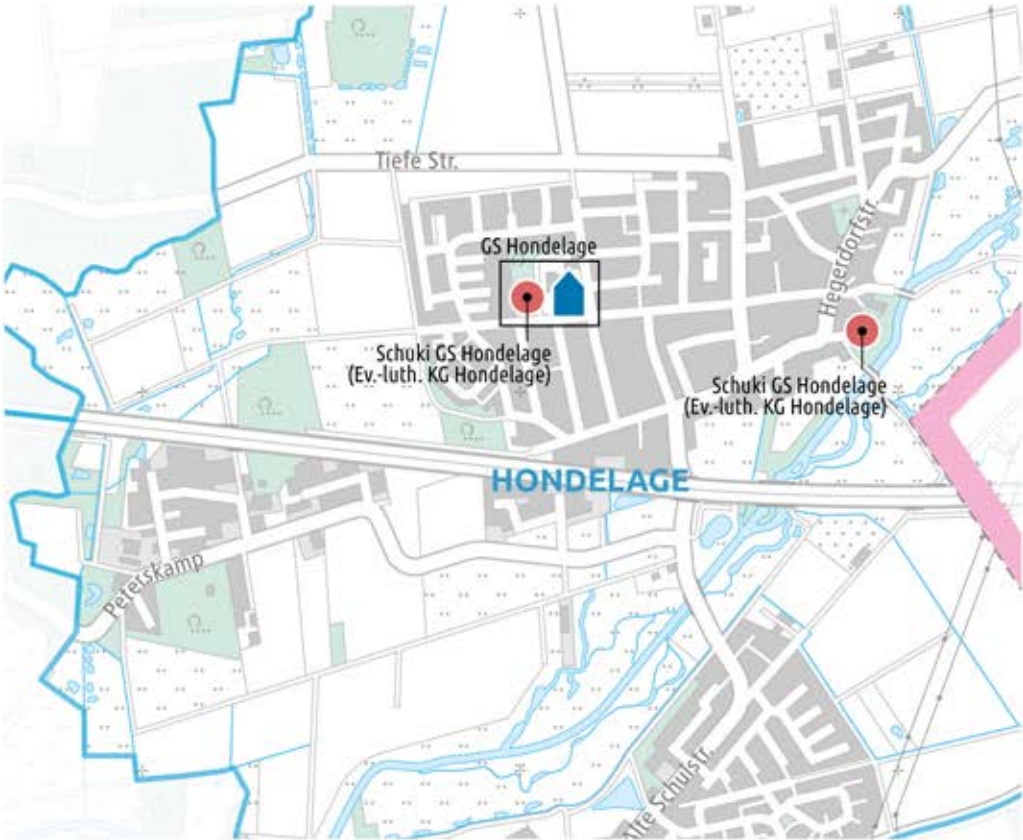 Tiefe Str.
GS Hondelage
Hegerdorfstr.
Schuki GS Hondelage
(Ev.-luth. KG Hondelage)
Schuki GS Hondelage
(Ev.-luth. KG Hondelage)
HONDELAGE
Peterskamp
Alte Schulstr.